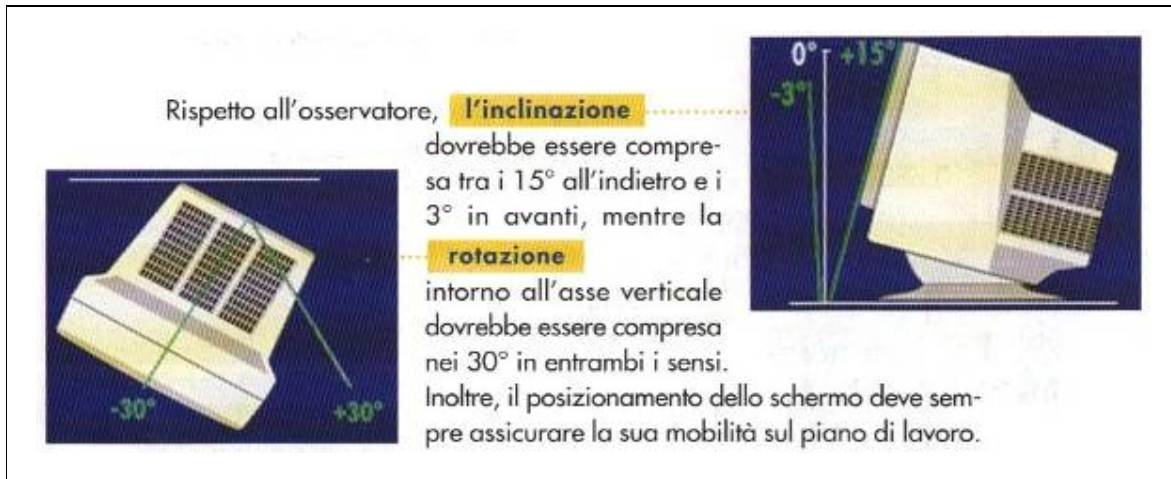 0° +15°
-3°
Rispetto all'osservatore, l'inclinazione
dovrebbe essere compre-
sa tra i 15° all'indietro e i
3° in avanti, mentre la
rotazione
intorno all'asse verticale
dovrebbe essere compresa
nei 30° in entrambi i sensi.
Inoltre, il posizionamento dello schermo deve sem-
pre assicurare la sua mobilità sul piano di lavoro.
-30° +30°